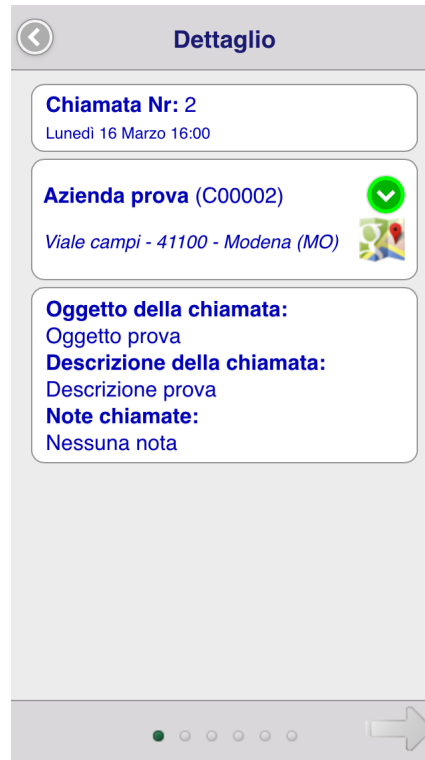 Dettaglio
Chiamata Nr: 2
Lunedì 16 Marzo 16:00
Azienda prova (C00002)
Viale campi - 41100 - Modena (MO)
Oggetto della chiamata:
Oggetto prova
Descrizione della chiamata:
Descrizione prova
Note chiamate:
Nessuna nota